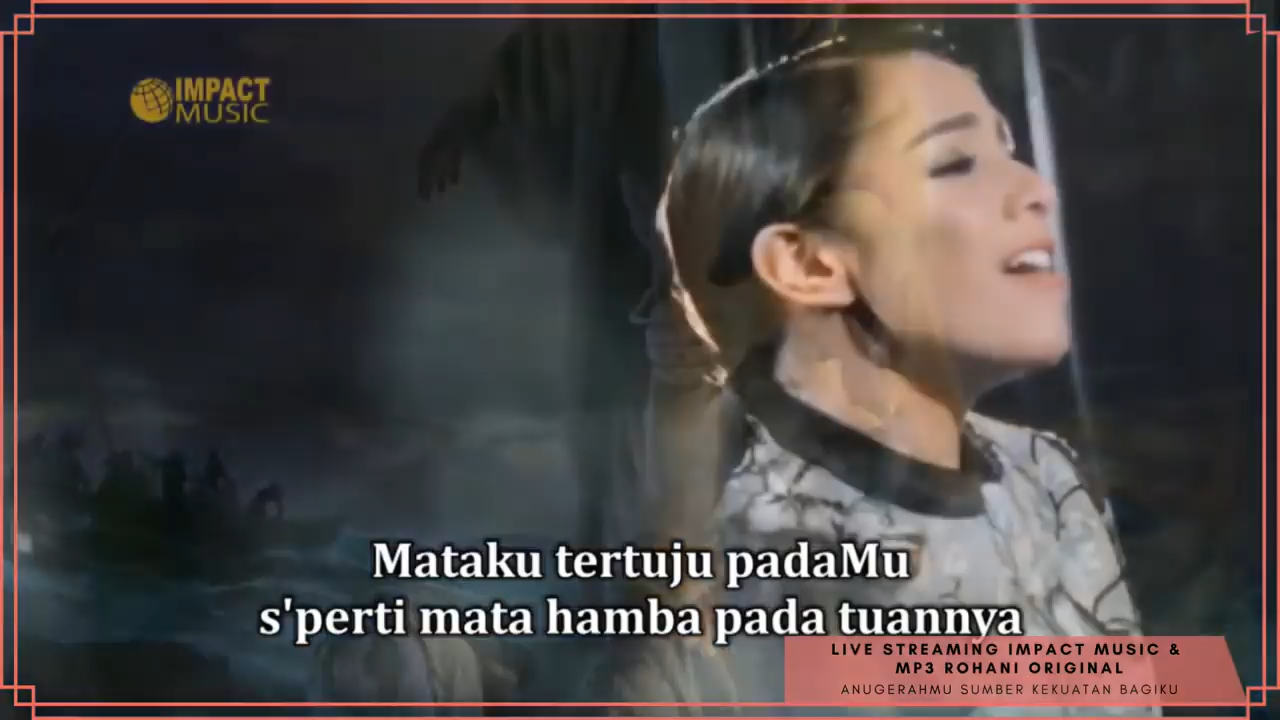 IMPACT
MUSIC
Mataku tertuju padaMu
s'perti mata hamba pada tuannya
LIVE STREAMING IMPACT MUSIC &
MP3 ROHANI ORIGINAL
ANUGERAHMU SUMBER KEKUATAN BAGIKU